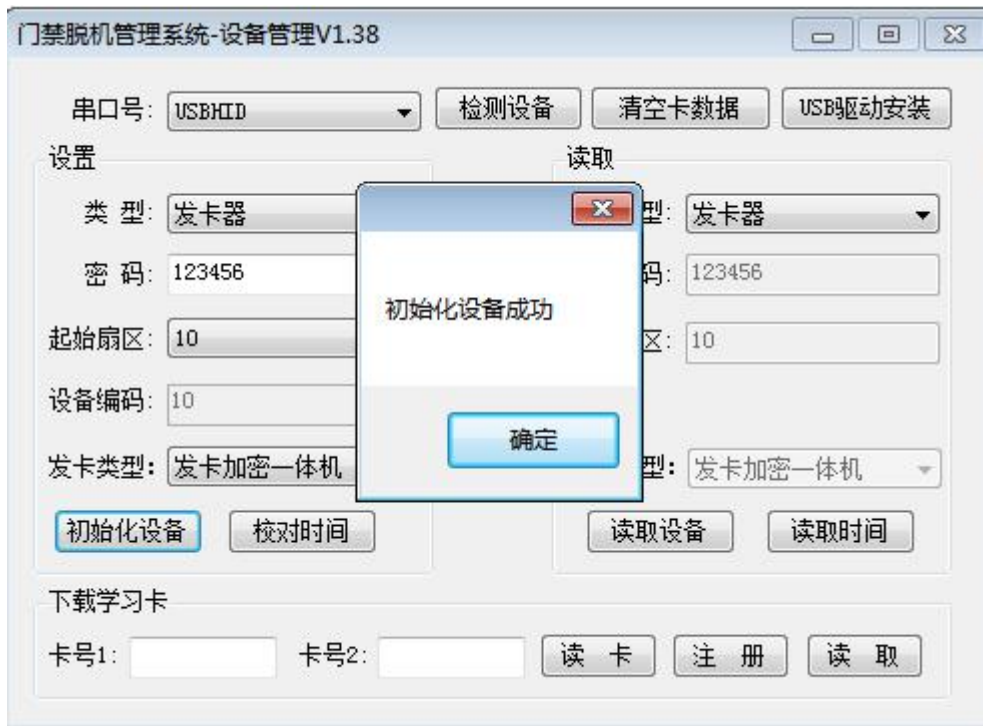 门禁脱机管理系统-设备管理V1.38
串口号: USBHID 检测设备 清空卡数据 USB驱动安装
设置 读取
类 型: 发卡器 型: 发卡器
密 码: 123456 码: 123456
初始化设备成功
起始扇区: 10 区: 10
设备编码: 10
确定
发卡类型: 发卡加密一体机 型: 发卡加密一体机
初始化设备 校对时间 读取设备 读取时间
下载学习卡
卡号1: 卡号2: 读 卡 注 册 读 取